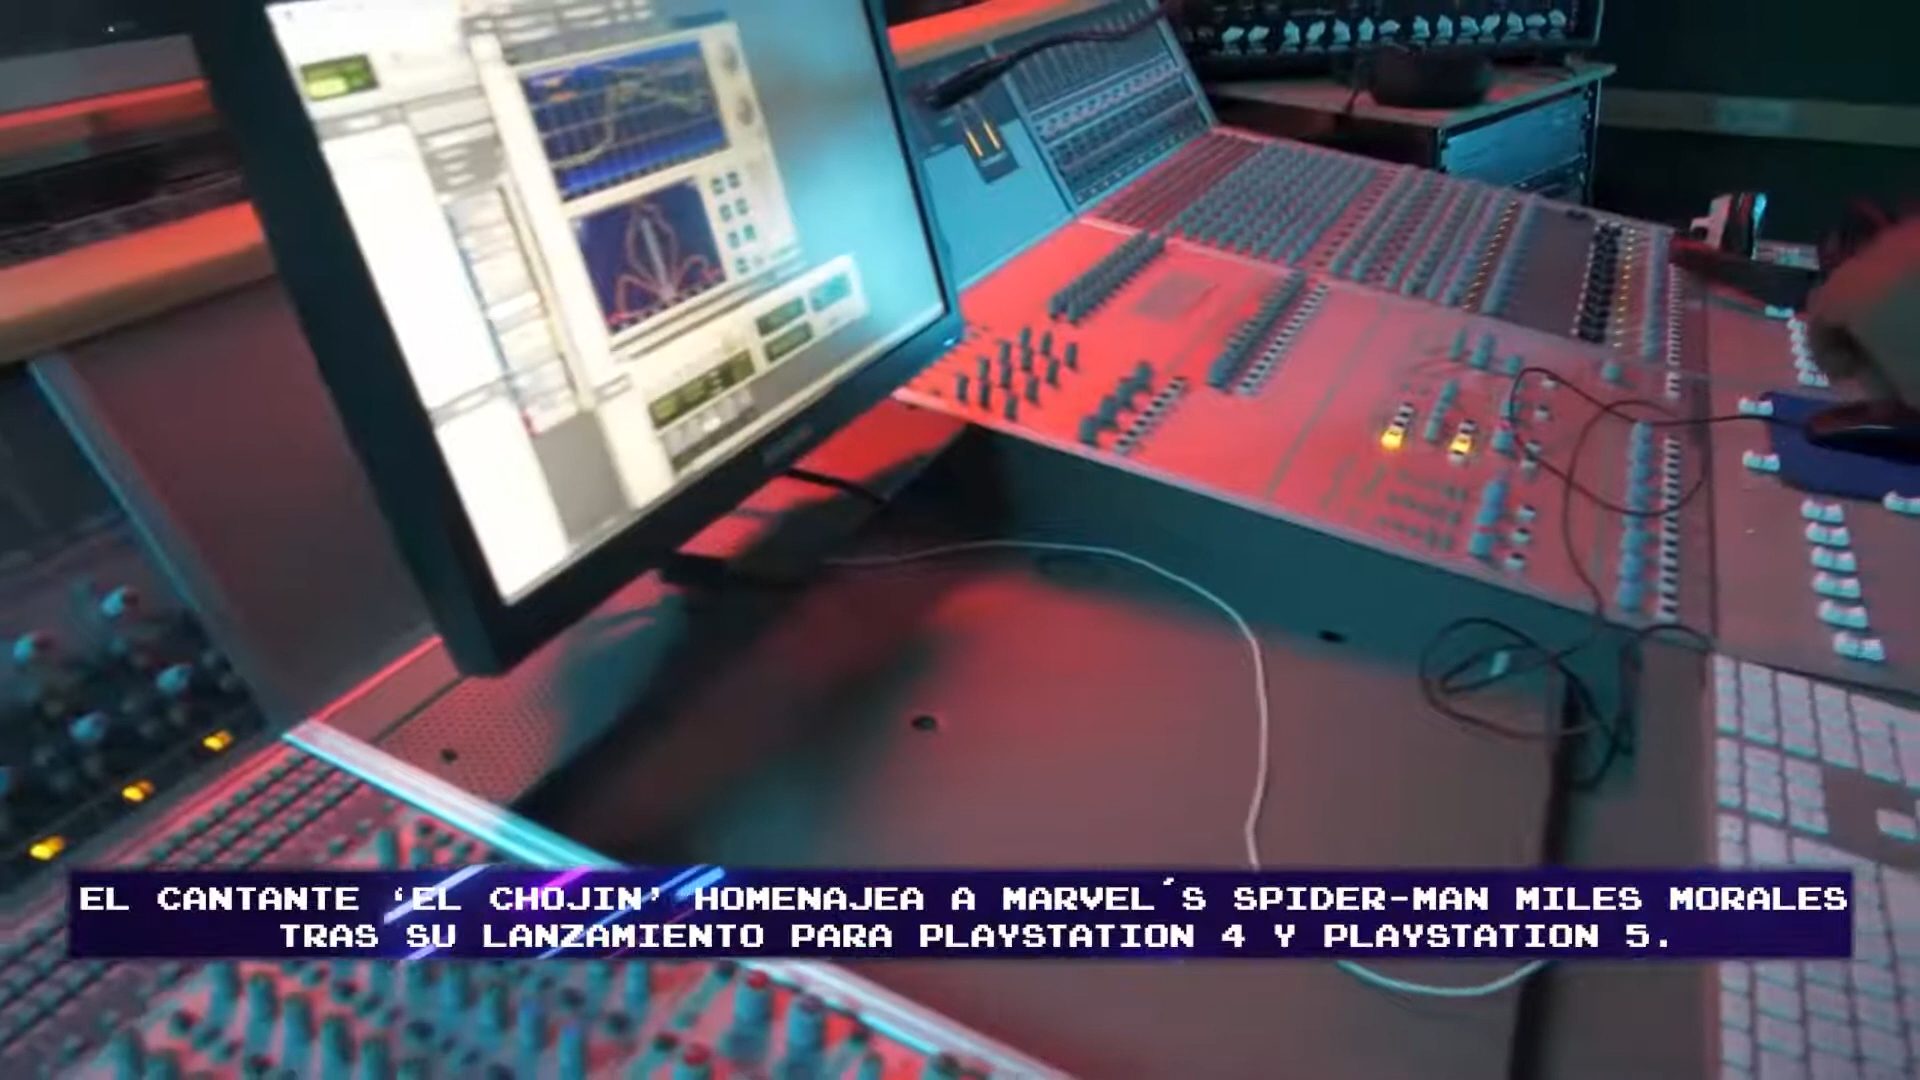 EL CANTANTE ‘EL CHOJIN’ HOMENAJEA A MARVEL´S SPIDER-MAN MILES MORALES
TRAS SU LANZAMIENTO PARA PLAYSTATION 4 Y PLAYSTATION 5.